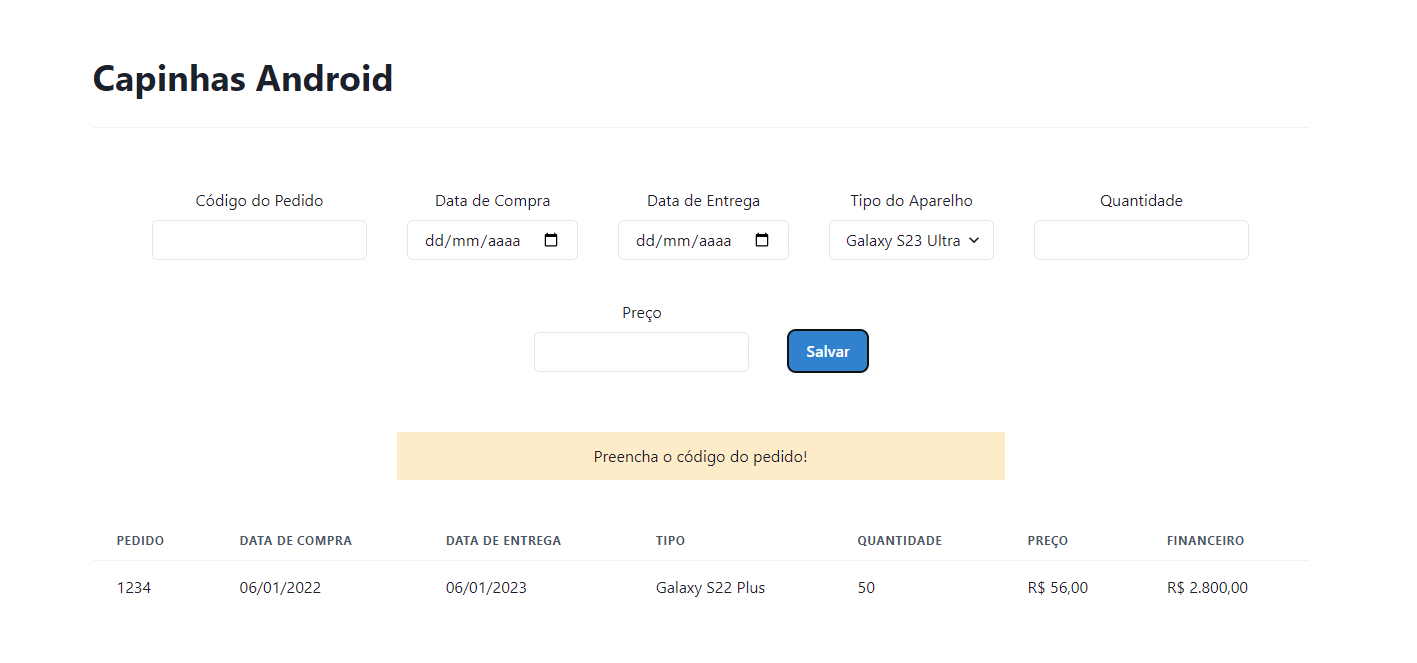 Capinhas Android
Código do Pedido Data de Compra Data de Entrega Tipo do Aparelho Quantidade
dd/mm/aaaa dd/mm/aaaa Galaxy S23 Ultra
Preço
Salvar
Preencha o código do pedido!
PEDIDO DATA DE COMPRA DATA DE ENTREGA TIPO QUANTIDADE PREÇO FINANCEIRO
1234 06/01/2022 06/01/2023 Galaxy S22 Plus 50 R$ 56,00 R$ 2.800,00